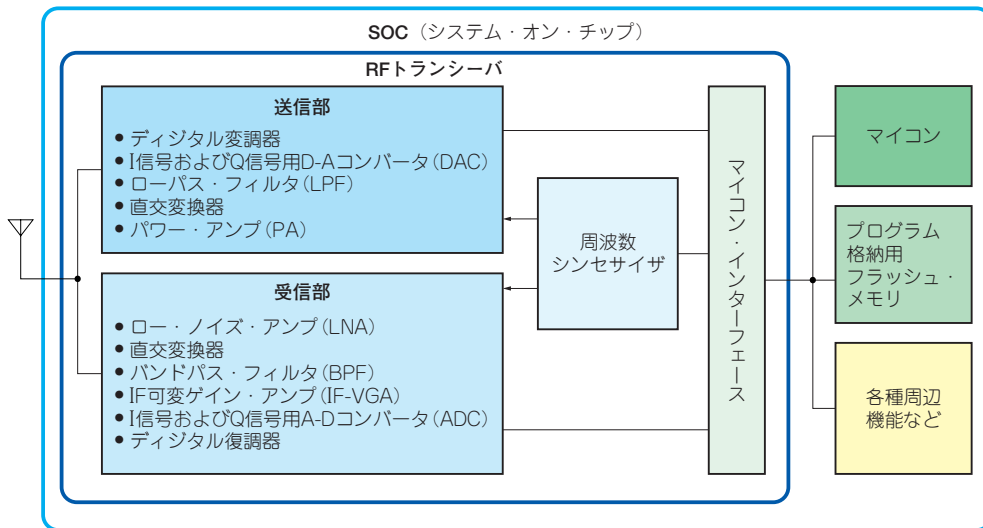 SOC（システム・オン・チップ）
RFトランシーバ
送信部
● ディジタル変調器
● I信号およびQ信号用D-Aコンバータ(DAC)
● ローパス・フィルタ(LPF)
● 直交変換器
● パワー・アンプ(PA)
受信部
● ロー・ノイズ・アンプ(LNA)
● 直交変換器
● バンドパス・フィルタ(BPF)
● IF可変ゲイン・アンプ(IF-VGA)
● I信号およびQ信号用A-Dコンバータ(ADC)
● ディジタル復調器
周波数
シンセサイザ
マイコン・インターフェース
マイコン
プログラム
格納用
フラッシュ・
メモリ
各種周辺
機能など